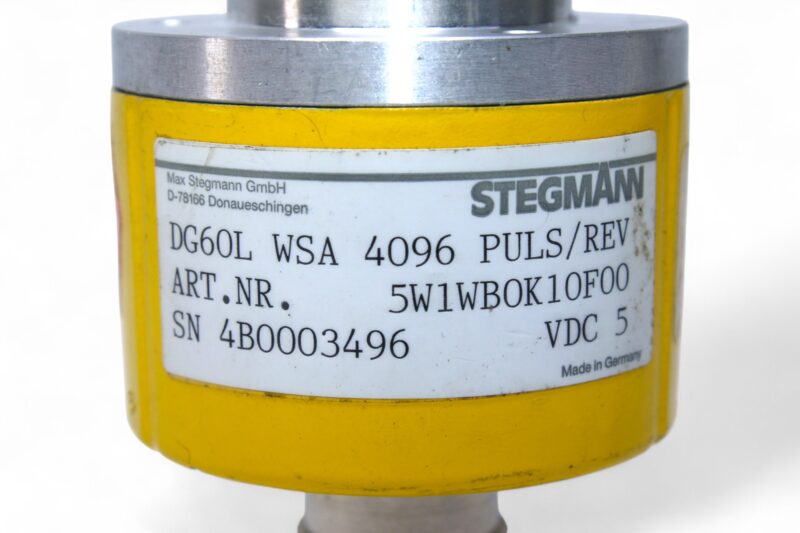 Max Stegmann GmbH
D-78166 Donaueschingen
STEGMANN
DG60L WSA 4096 PULS/REV
ART.NR. 5W1WB0K10F00
SN 4B0003496 VDC 5
Made in Germany